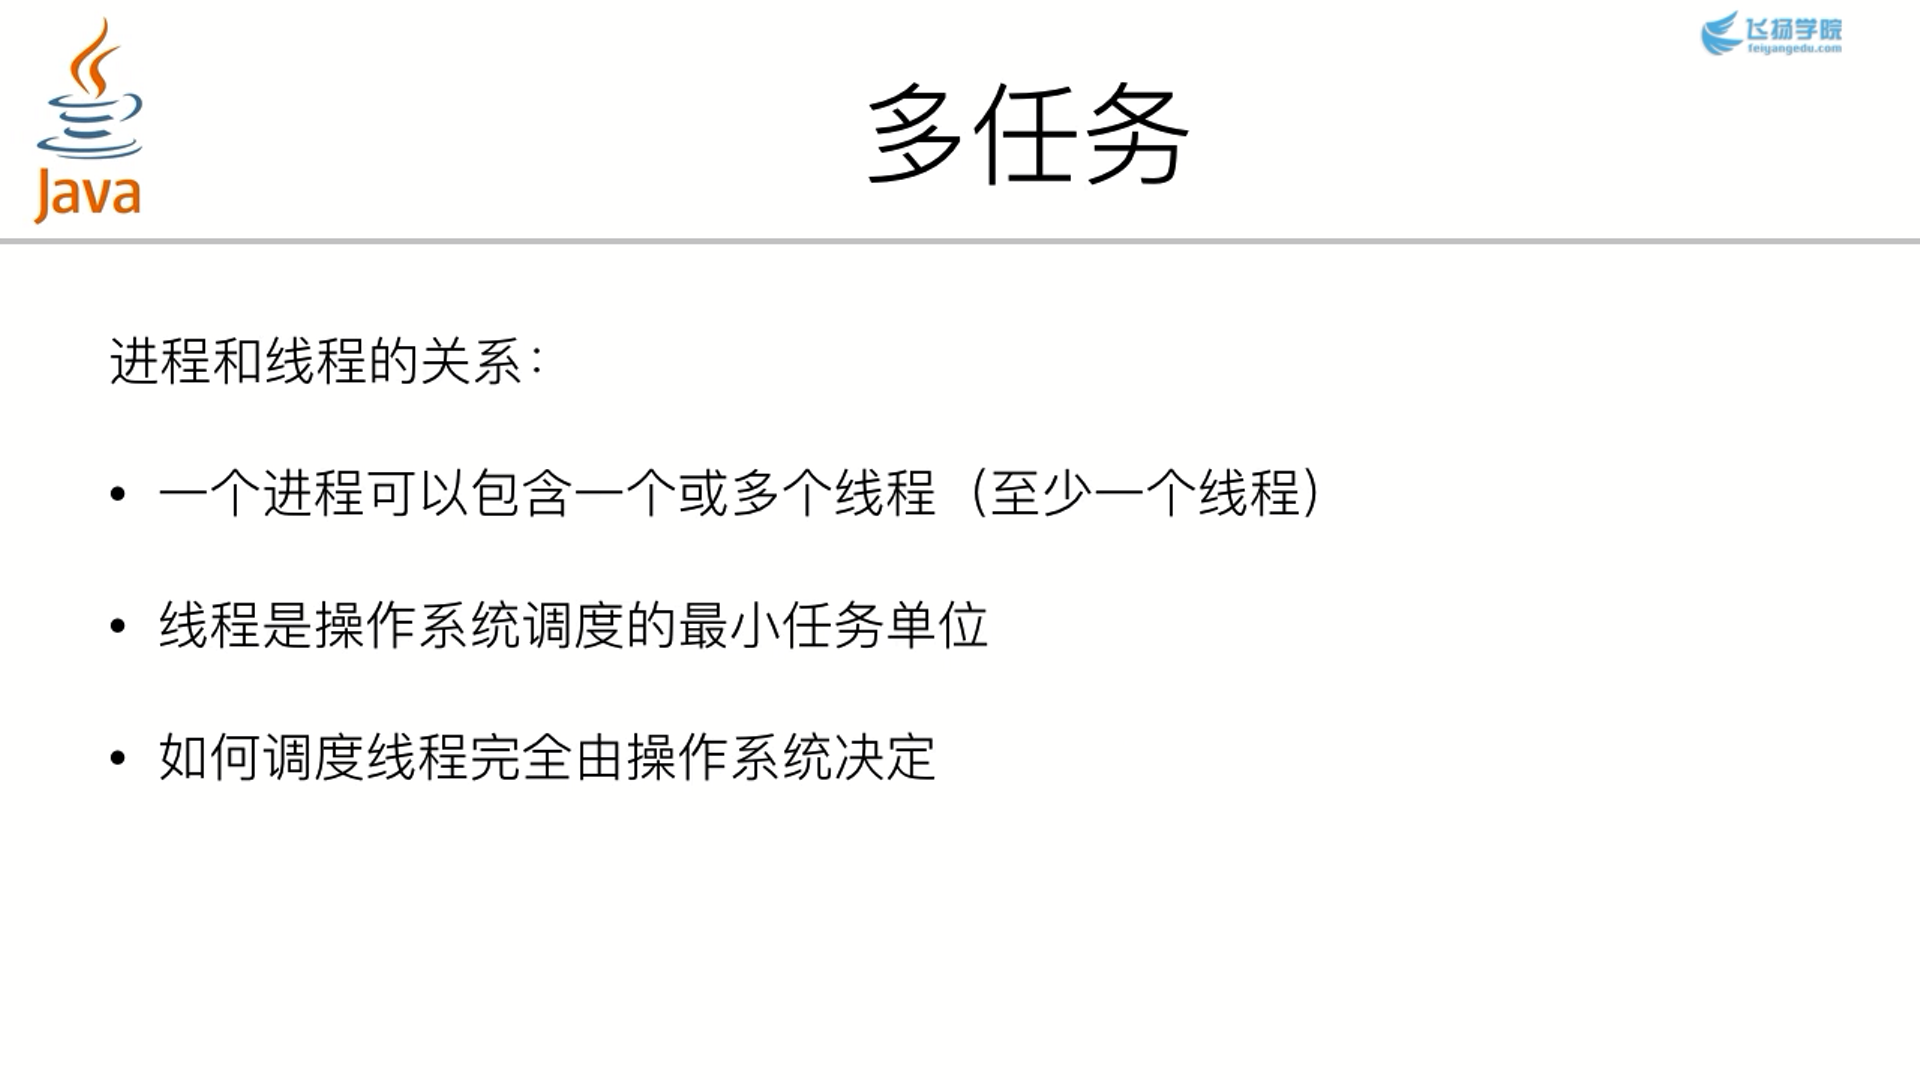 飞扬学院
feiyangedu.com
Java
多任务
进程和线程的关系：
• 一个进程可以包含一个或多个线程（至少一个线程）
• 线程是操作系统调度的最小任务单位
• 如何调度线程完全由操作系统决定